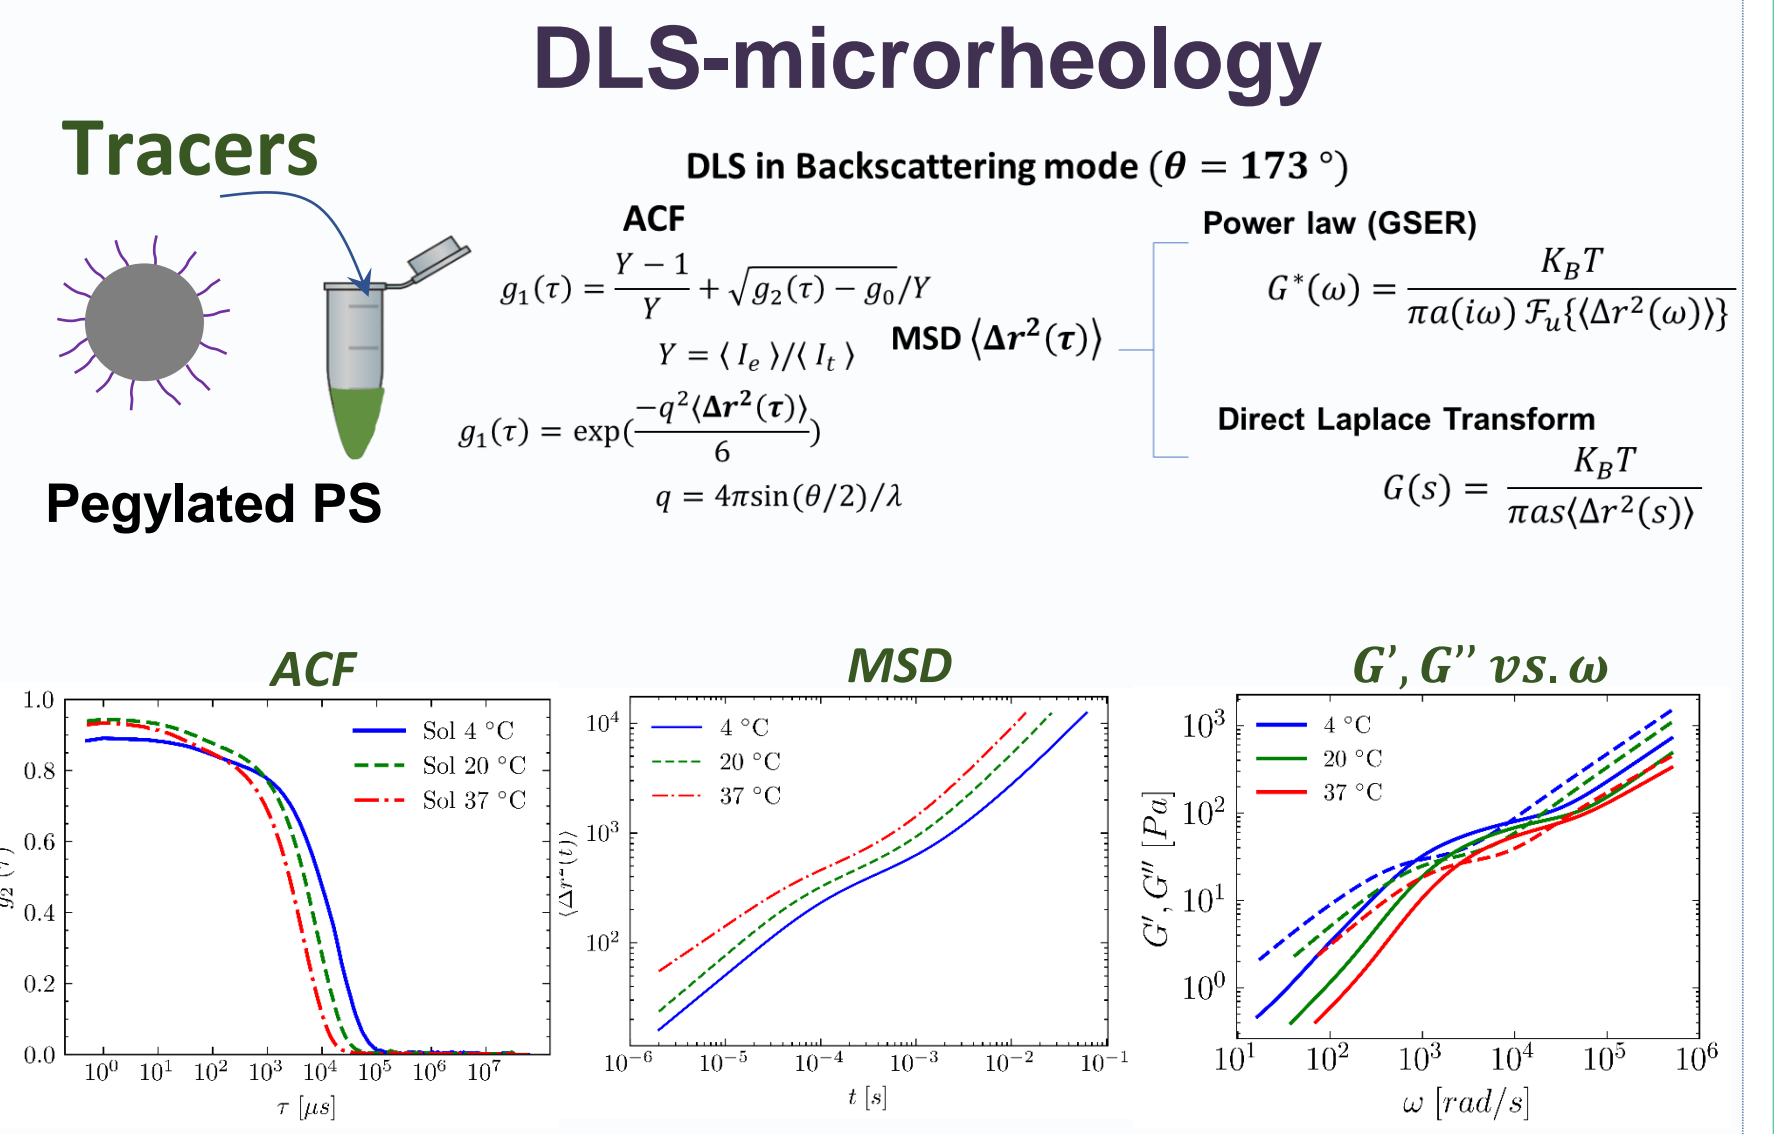 DLS-microrheology
Tracers
Pegylated PS
DLS in Backscattering mode (θ = 173 °)
ACF
g₁(τ) = (Y − 1)/Y + √(g₂(τ) − g₀)/Y
Y = ⟨ Iₑ ⟩/⟨ Iₜ ⟩
g₁(τ) = exp(−q²⟨Δr²(τ)⟩/6)
q = 4πsin(θ/2)/λ
MSD ⟨Δr²(τ)⟩
Power law (GSER)
G*(ω) = K_BT/(πa(iω) ℱᵤ{⟨Δr²(ω)⟩})
Direct Laplace Transform
G(s) = K_BT/(πas⟨Δr²(s)⟩)
ACF
1.0
0.8
0.6
0.4
0.2
0.0
Sol 4 °C
Sol 20 °C
Sol 37 °C
10⁰ 10¹ 10² 10³ 10⁴ 10⁵ 10⁶ 10⁷
τ [μs]
MSD
⟨Δr²(t)⟩
10⁴
10³
10²
4 °C
20 °C
37 °C
10⁻⁶ 10⁻⁵ 10⁻⁴ 10⁻³ 10⁻² 10⁻¹
t [s]
G’, G’’ vs. ω
G′, G″ [Pa]
10³
10²
10¹
10⁰
4 °C
20 °C
37 °C
10¹ 10² 10³ 10⁴ 10⁵ 10⁶
ω [rad/s]